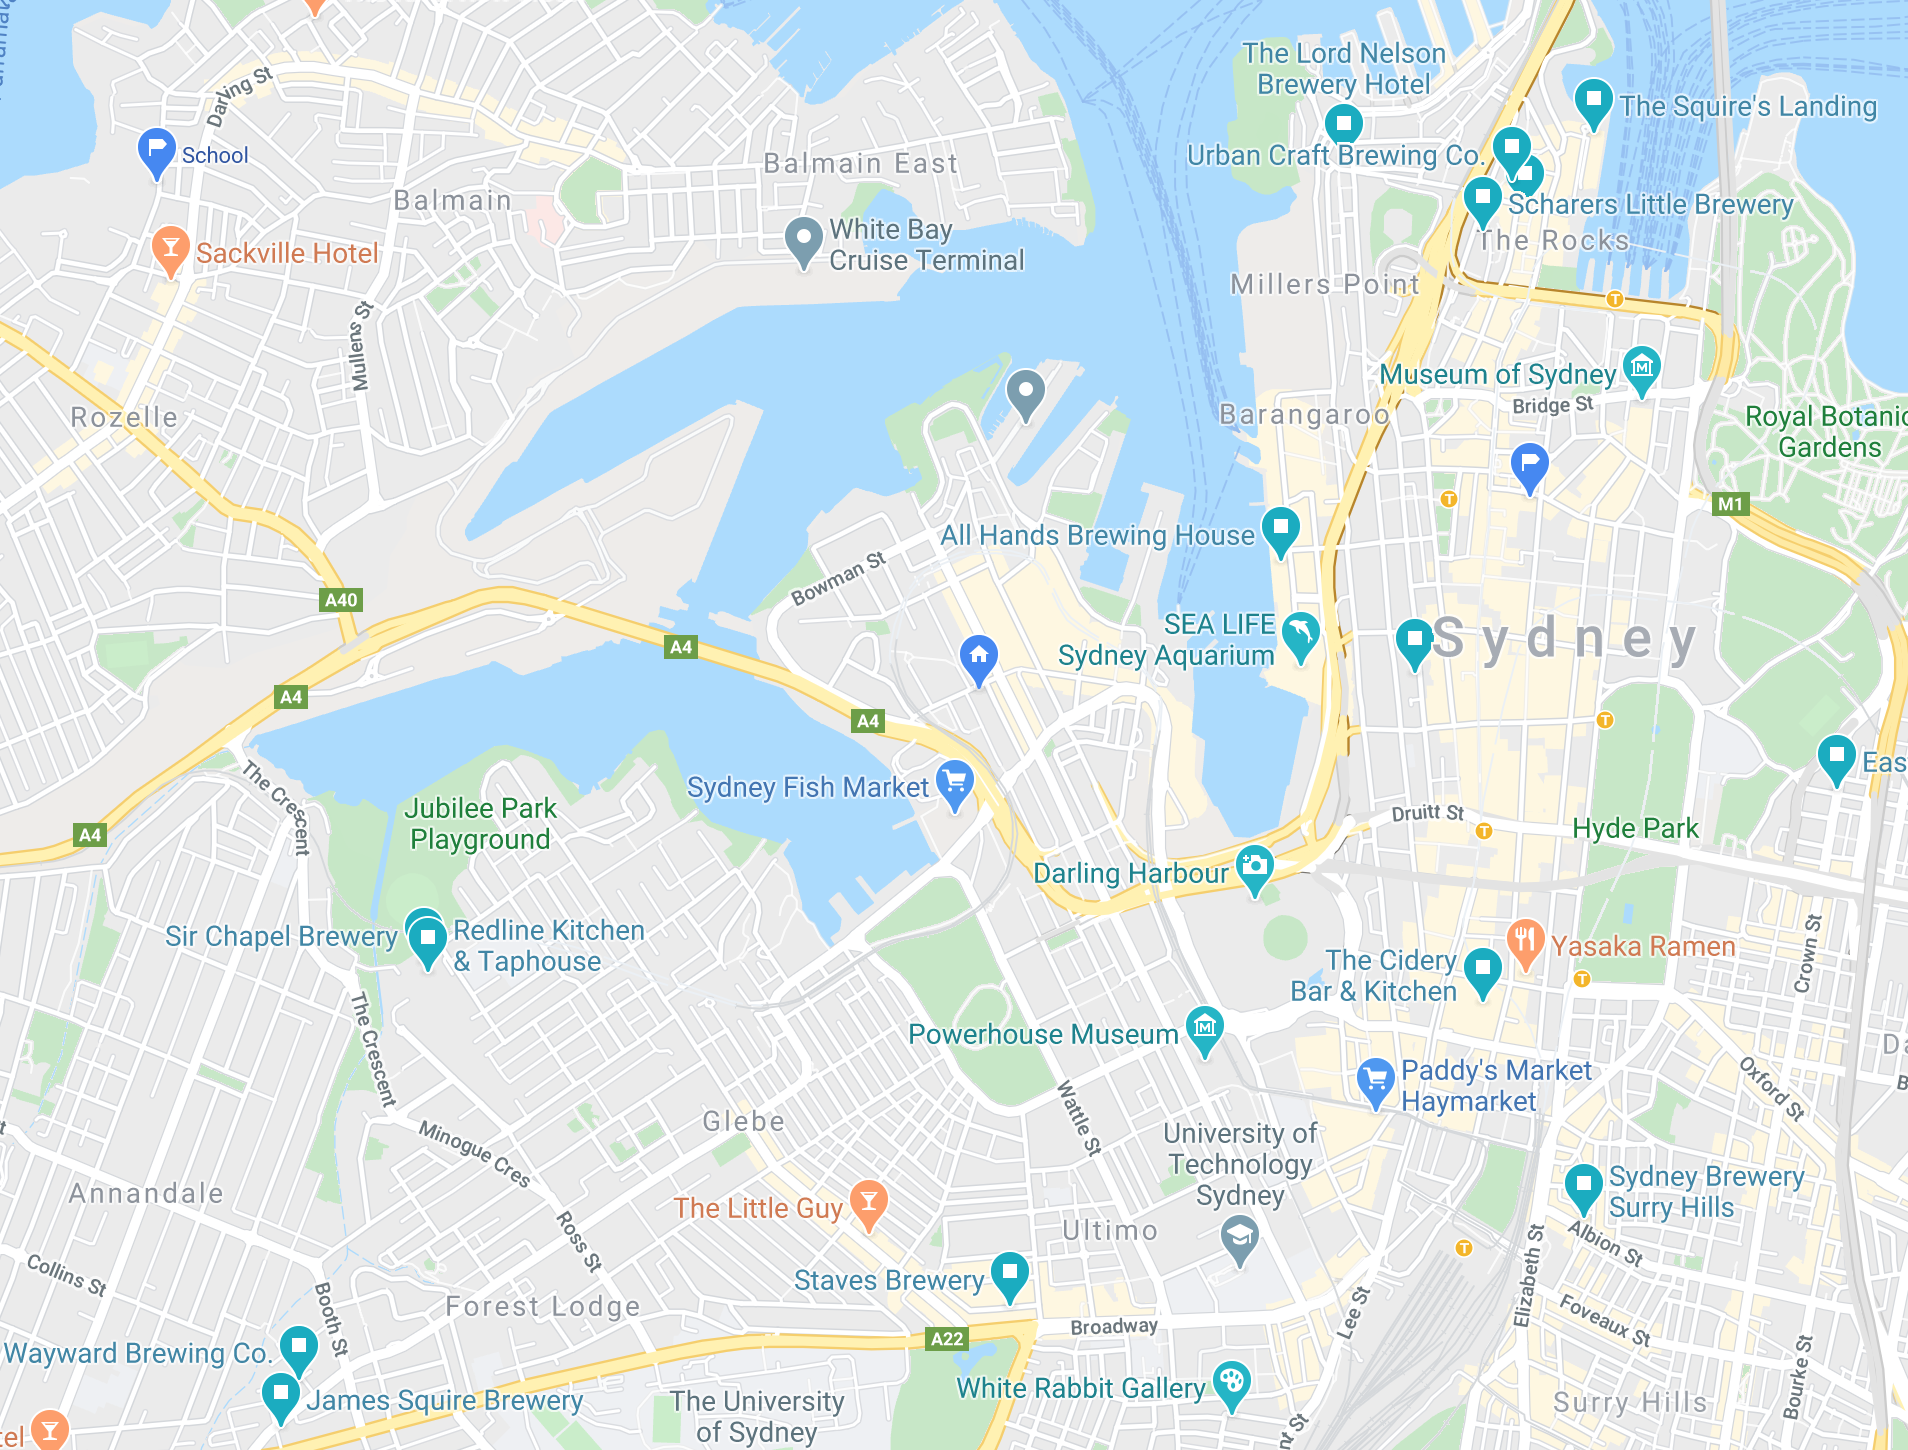 The Lord Nelson
Brewery Hotel
Darling St
The Squire's Landing
School
Balmain East
Urban Craft Brewing Co.
Balmain
Scharers Little Brewery
White Bay
Cruise Terminal
The Rocks
Sackville Hotel
Millers Point
T
Mullens St
Museum of Sydney
M
Bridge St
Rozelle
Barangaroo
Royal Botanic
Gardens
T
M1
All Hands Brewing House
Bowman St
A40
SEA LIFE
Sydney Aquarium
Sydney
A4
A4
A4
T
The Crescent
Sydney Fish Market
Eas
Jubilee Park
Playground
Druitt St
T
Hyde Park
A4
Darling Harbour
Sir Chapel Brewery
Redline Kitchen
& Taphouse
Yasaka Ramen
Crown St
The Cidery
Bar & Kitchen
T
The Crescent
Powerhouse Museum
M
Da
Oxford St
B
Paddy's Market
Haymarket
Wattle St
Glebe
Minogue Cres
University of
Technology
Sydney
Annandale
Sydney Brewery
Surry Hills
The Little Guy
Ross St
Ultimo
Albion St
T
Elizabeth St
Collins St
Staves Brewery
Booth St
Forest Lodge
Lee St
Foveaux St
Broadway
A22
Wayward Brewing Co.
Bourke St
White Rabbit Gallery
James Squire Brewery
The University
of Sydney
Surry Hills
tel
nt St